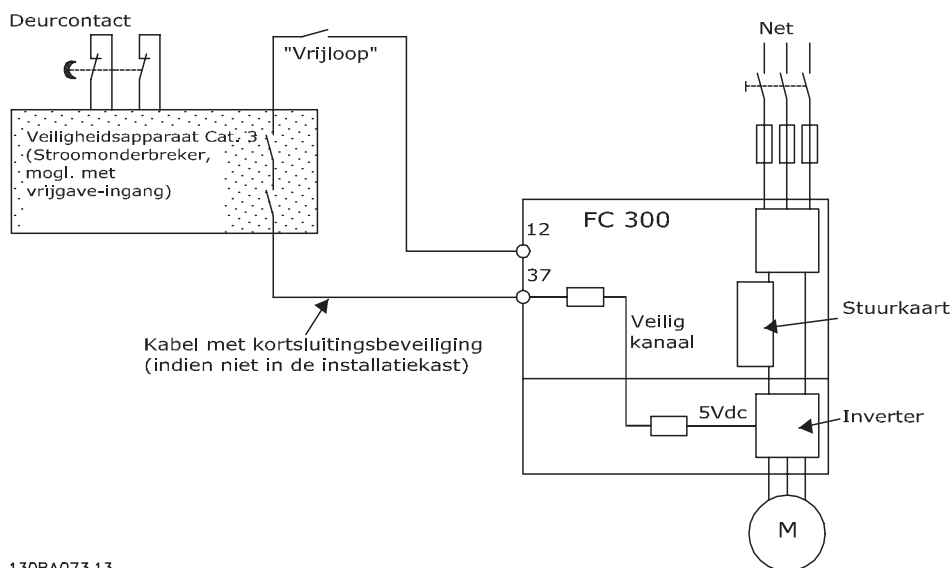 Deurcontact
"Vrijloop"
Net
Veiligheidsapparaat Cat. 3
(Stroomonderbreker,
mogl. met
vrijgave-ingang)
FC 300
12
37
Veilig
kanaal
Stuurkaart
Kabel met kortsluitingsbeveiliging
(indien niet in de installatiekast)
5Vdc
Inverter
M
130BA073.13